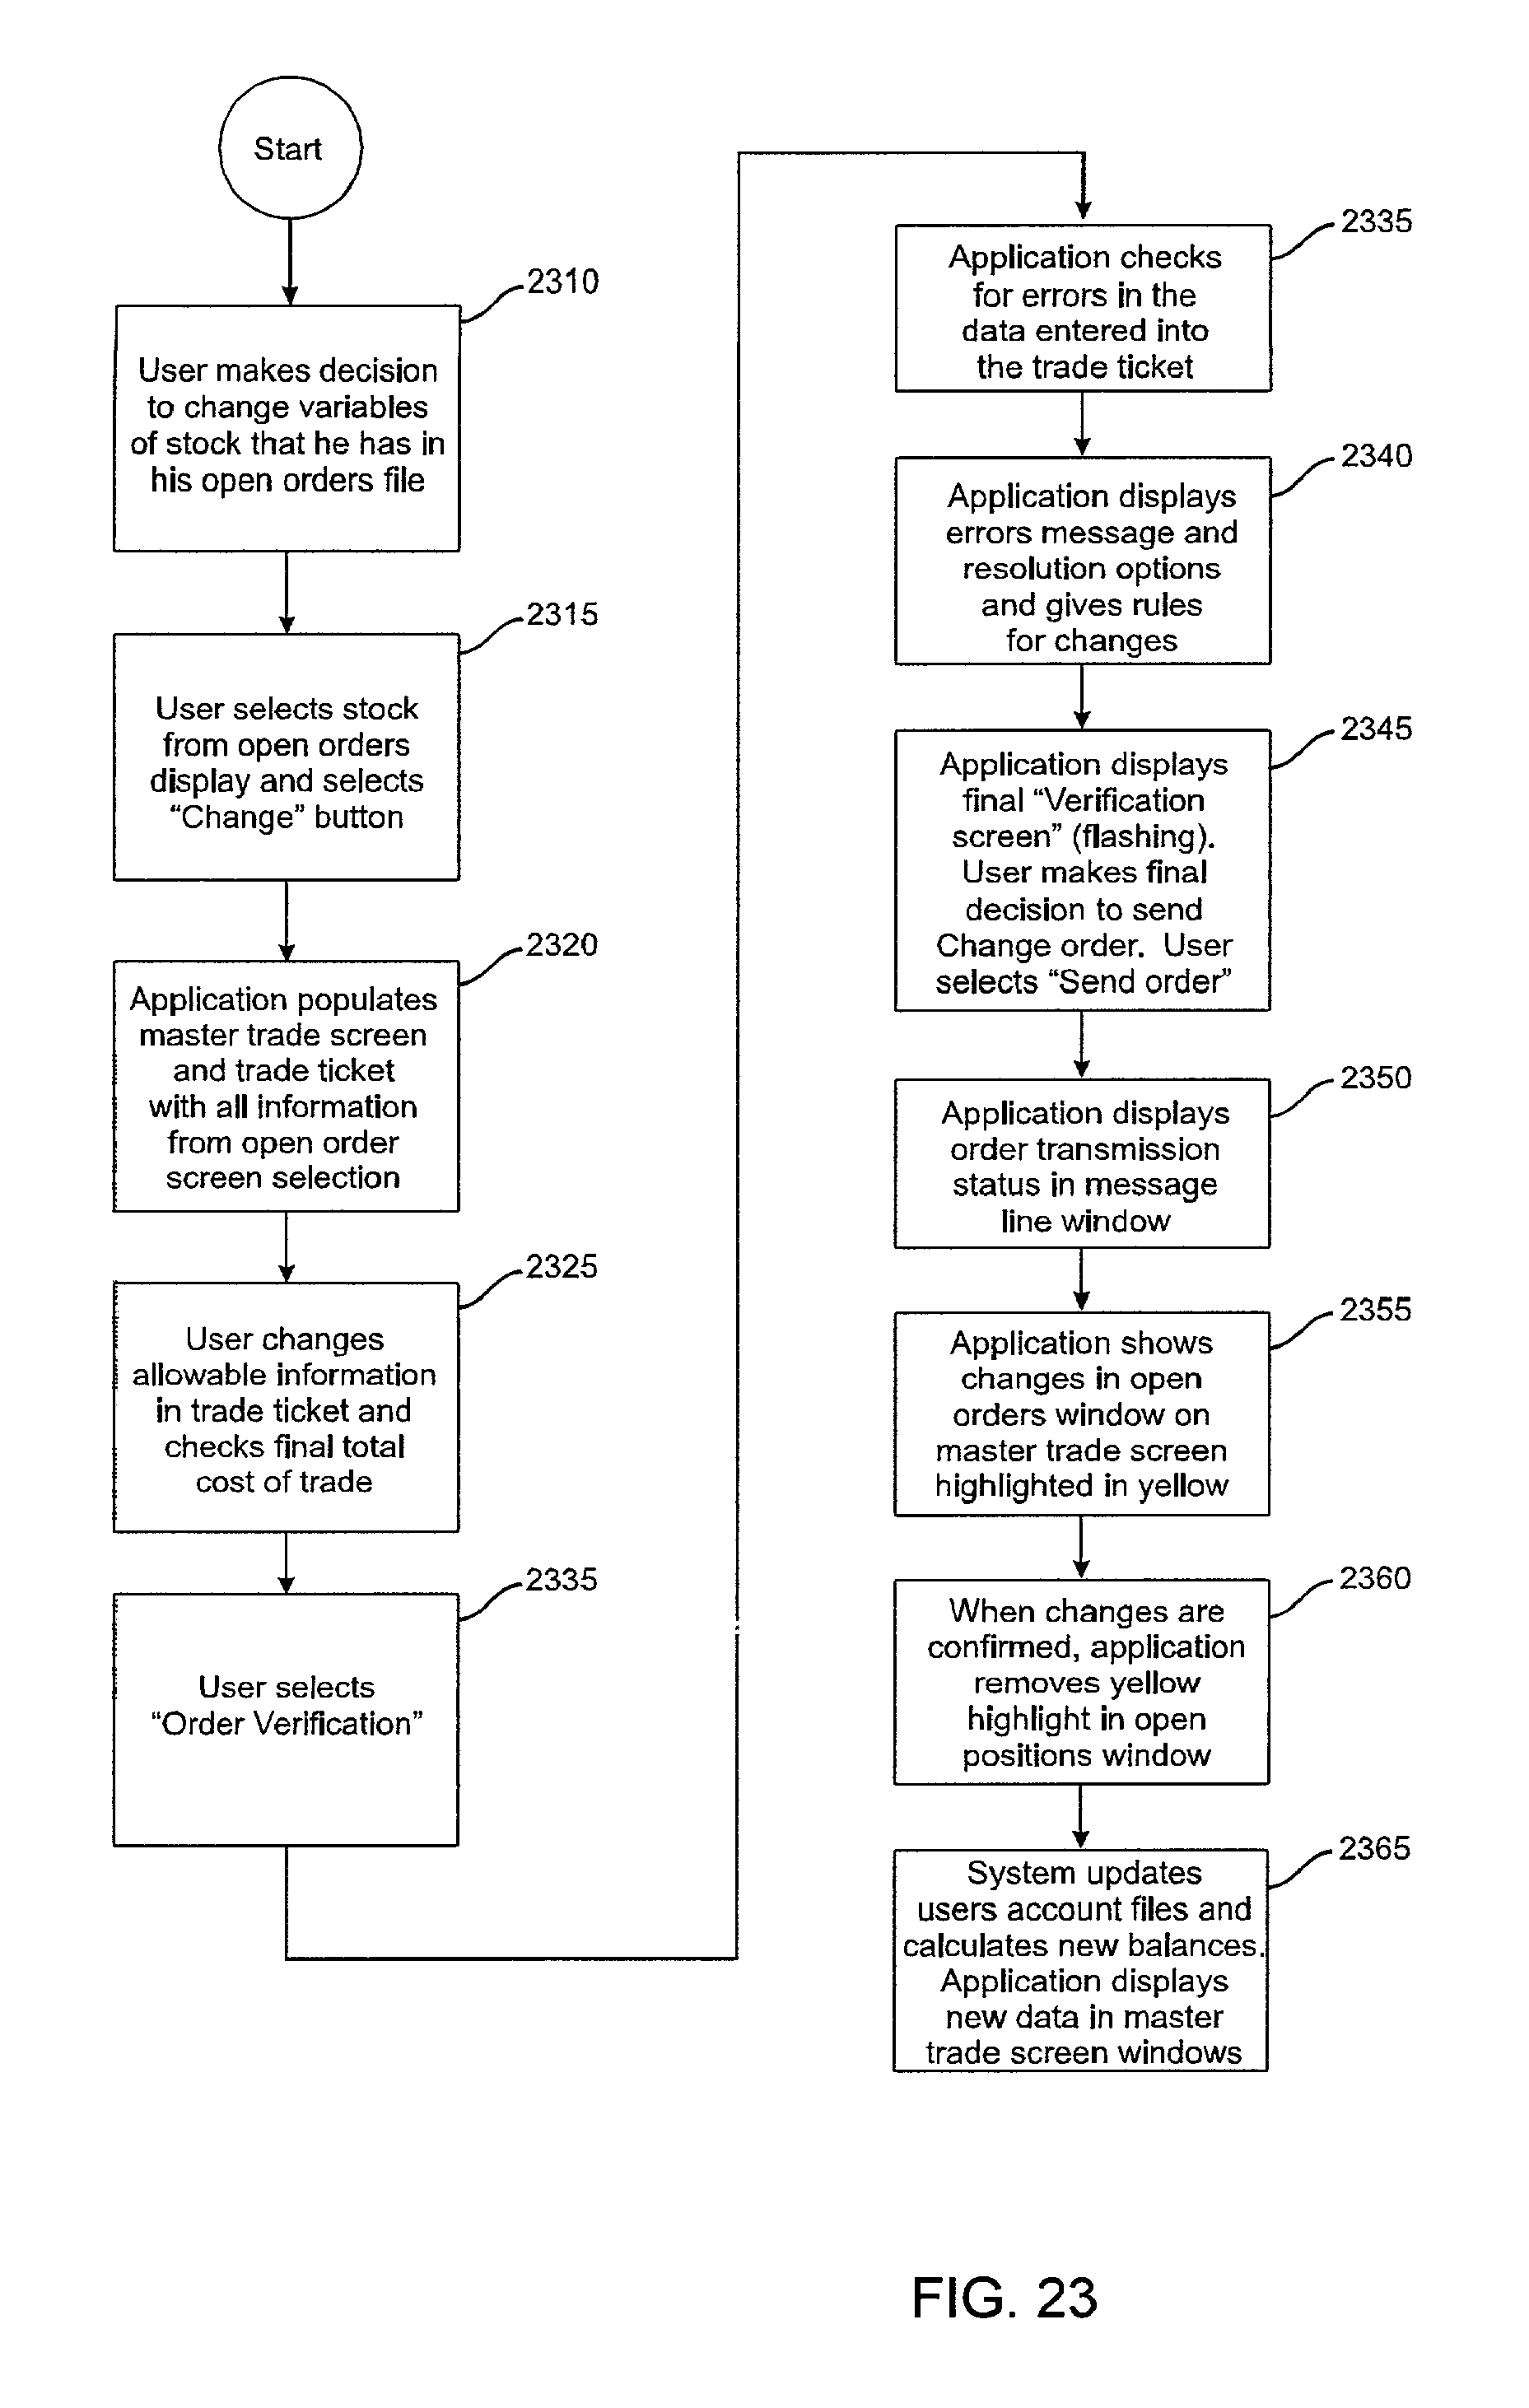 Start
2310
User makes decision
to change variables
of stock that he has in
his open orders file
2315
User selects stock
from open orders
display and selects
“Change” button
2320
Application populates
master trade screen
and trade ticket
with all information
from open order
screen selection
2325
User changes
allowable information
in trade ticket and
checks final total
cost of trade
2335
User selects
“Order Verification”
2335
Application checks
for errors in the
data entered into
the trade ticket
2340
Application displays
errors message and
resolution options
and gives rules
for changes
2345
Application displays
final “Verification
screen” (flashing).
User makes final
decision to send
Change order. User
selects “Send order”
2350
Application displays
order transmission
status in message
line window
2355
Application shows
changes in open
orders window on
master trade screen
highlighted in yellow
2360
When changes are
confirmed, application
removes yellow
highlight in open
positions window
2365
System updates
users account files and
calculates new balances.
Application displays
new data in master
trade screen windows
FIG. 23